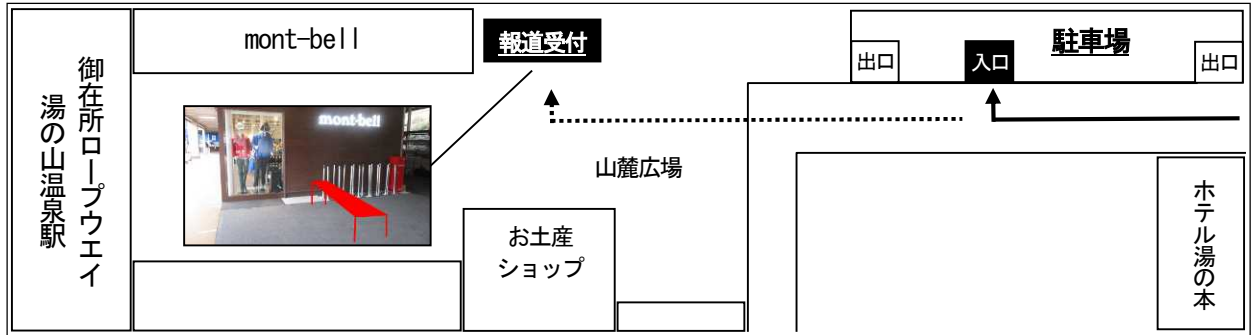 御在所ロープウエイ
湯の山温泉駅
mont-bell
報道受付
mont-bell
山麓広場
お土産
ショップ
駐車場
出口
入口
出口
ホテル湯の本